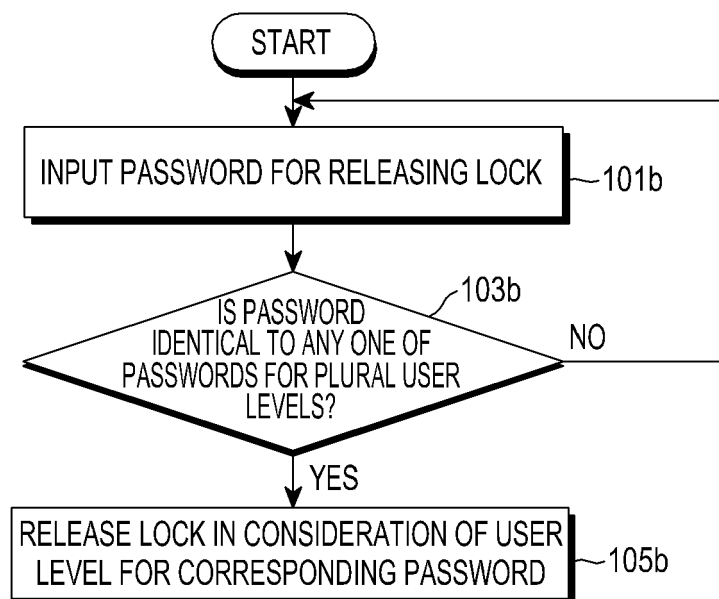 START
INPUT PASSWORD FOR RELEASING LOCK
101b
103b
IS PASSWORD
IDENTICAL TO ANY ONE OF
PASSWORDS FOR PLURAL USER
LEVELS?
NO
YES
RELEASE LOCK IN CONSIDERATION OF USER
LEVEL FOR CORRESPONDING PASSWORD
105b